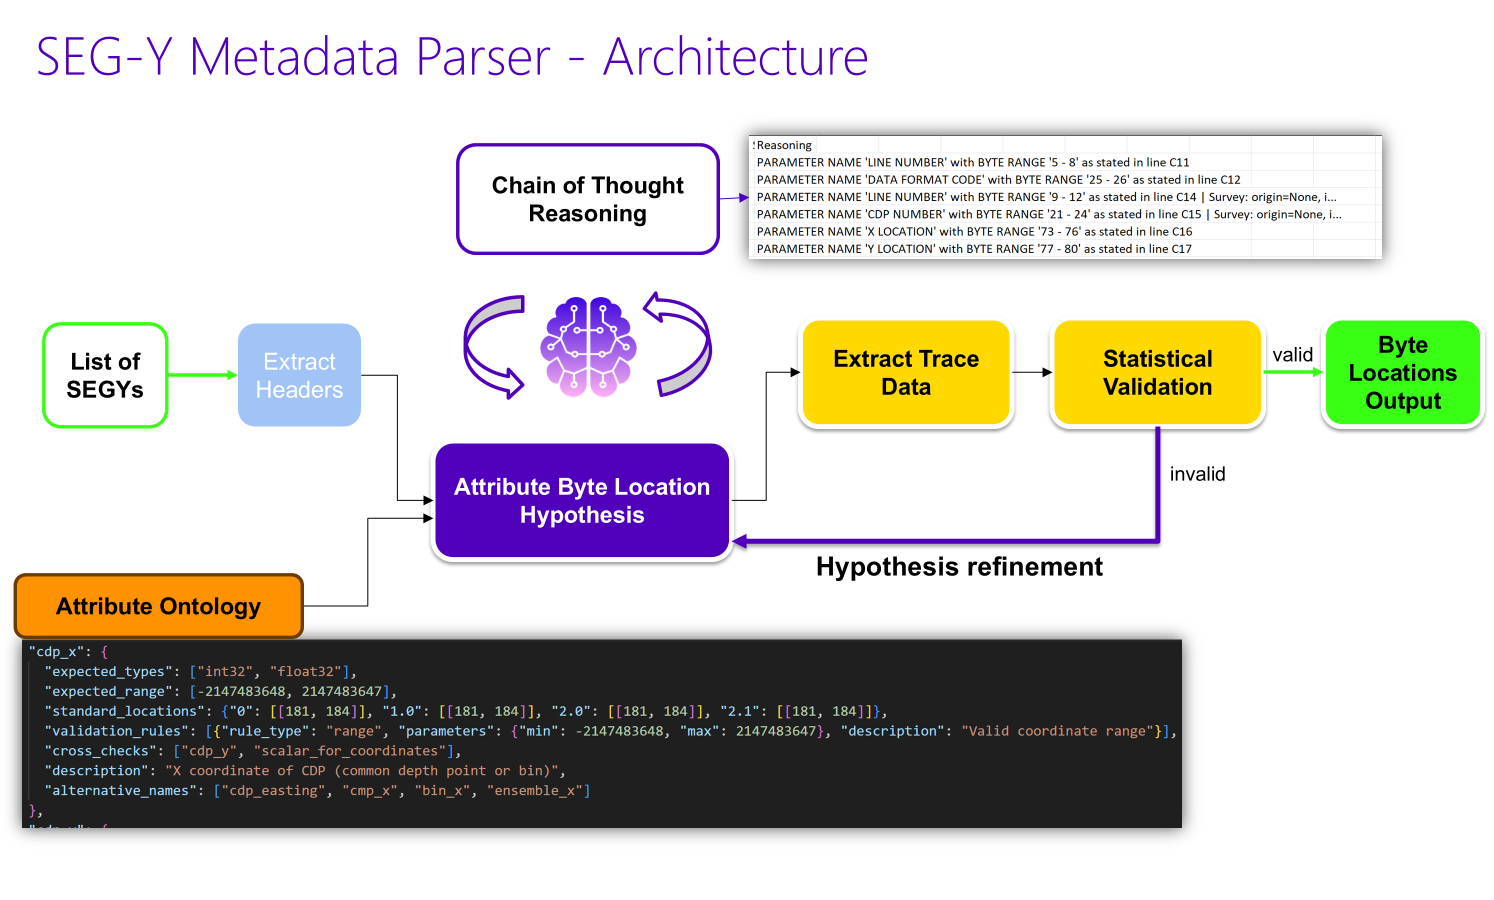 SEG-Y Metadata Parser - Architecture
Chain of Thought
Reasoning
Reasoning
PARAMETER NAME 'LINE NUMBER' with BYTE RANGE '5 - 8' as stated in line C11
PARAMETER NAME 'DATA FORMAT CODE' with BYTE RANGE '25 - 26' as stated in line C12
PARAMETER NAME 'LINE NUMBER' with BYTE RANGE '9 - 12' as stated in line C14 | Survey: origin=None, i...
PARAMETER NAME 'CDP NUMBER' with BYTE RANGE '21 - 24' as stated in line C15 | Survey: origin=None, i...
PARAMETER NAME 'X LOCATION' with BYTE RANGE '73 - 76' as stated in line C16
PARAMETER NAME 'Y LOCATION' with BYTE RANGE '77 - 80' as stated in line C17
List of
SEGYs
Extract
Headers
Attribute Byte Location
Hypothesis
Extract Trace
Data
Statistical
Validation
valid
Byte
Locations
Output
invalid
Hypothesis refinement
Attribute Ontology
"cdp_x": {
"expected_types": ["int32", "float32"],
"expected_range": [-2147483648, 2147483647],
"standard_locations": {"0": [[181, 184]], "1.0": [[181, 184]], "2.0": [[181, 184]], "2.1": [[181, 184]]},
"validation_rules": [{"rule_type": "range", "parameters": {"min": -2147483648, "max": 2147483647}, "description": "Valid coordinate range"}],
"cross_checks": ["cdp_y", "scalar_for_coordinates"],
"description": "X coordinate of CDP (common depth point or bin)",
"alternative_names": ["cdp_easting", "cmp_x", "bin_x", "ensemble_x"]
},